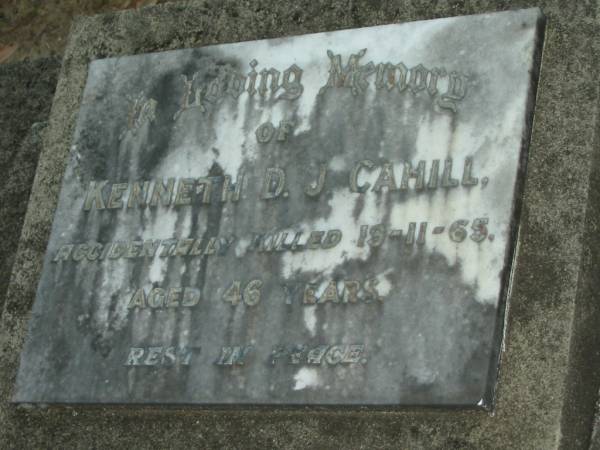 In Loving Memory
OF
KENNETH D. J. CAHILL,
ACCIDENTALLY KILLED 19-11-65.
AGED 46 YEARS.
REST IN PEACE.